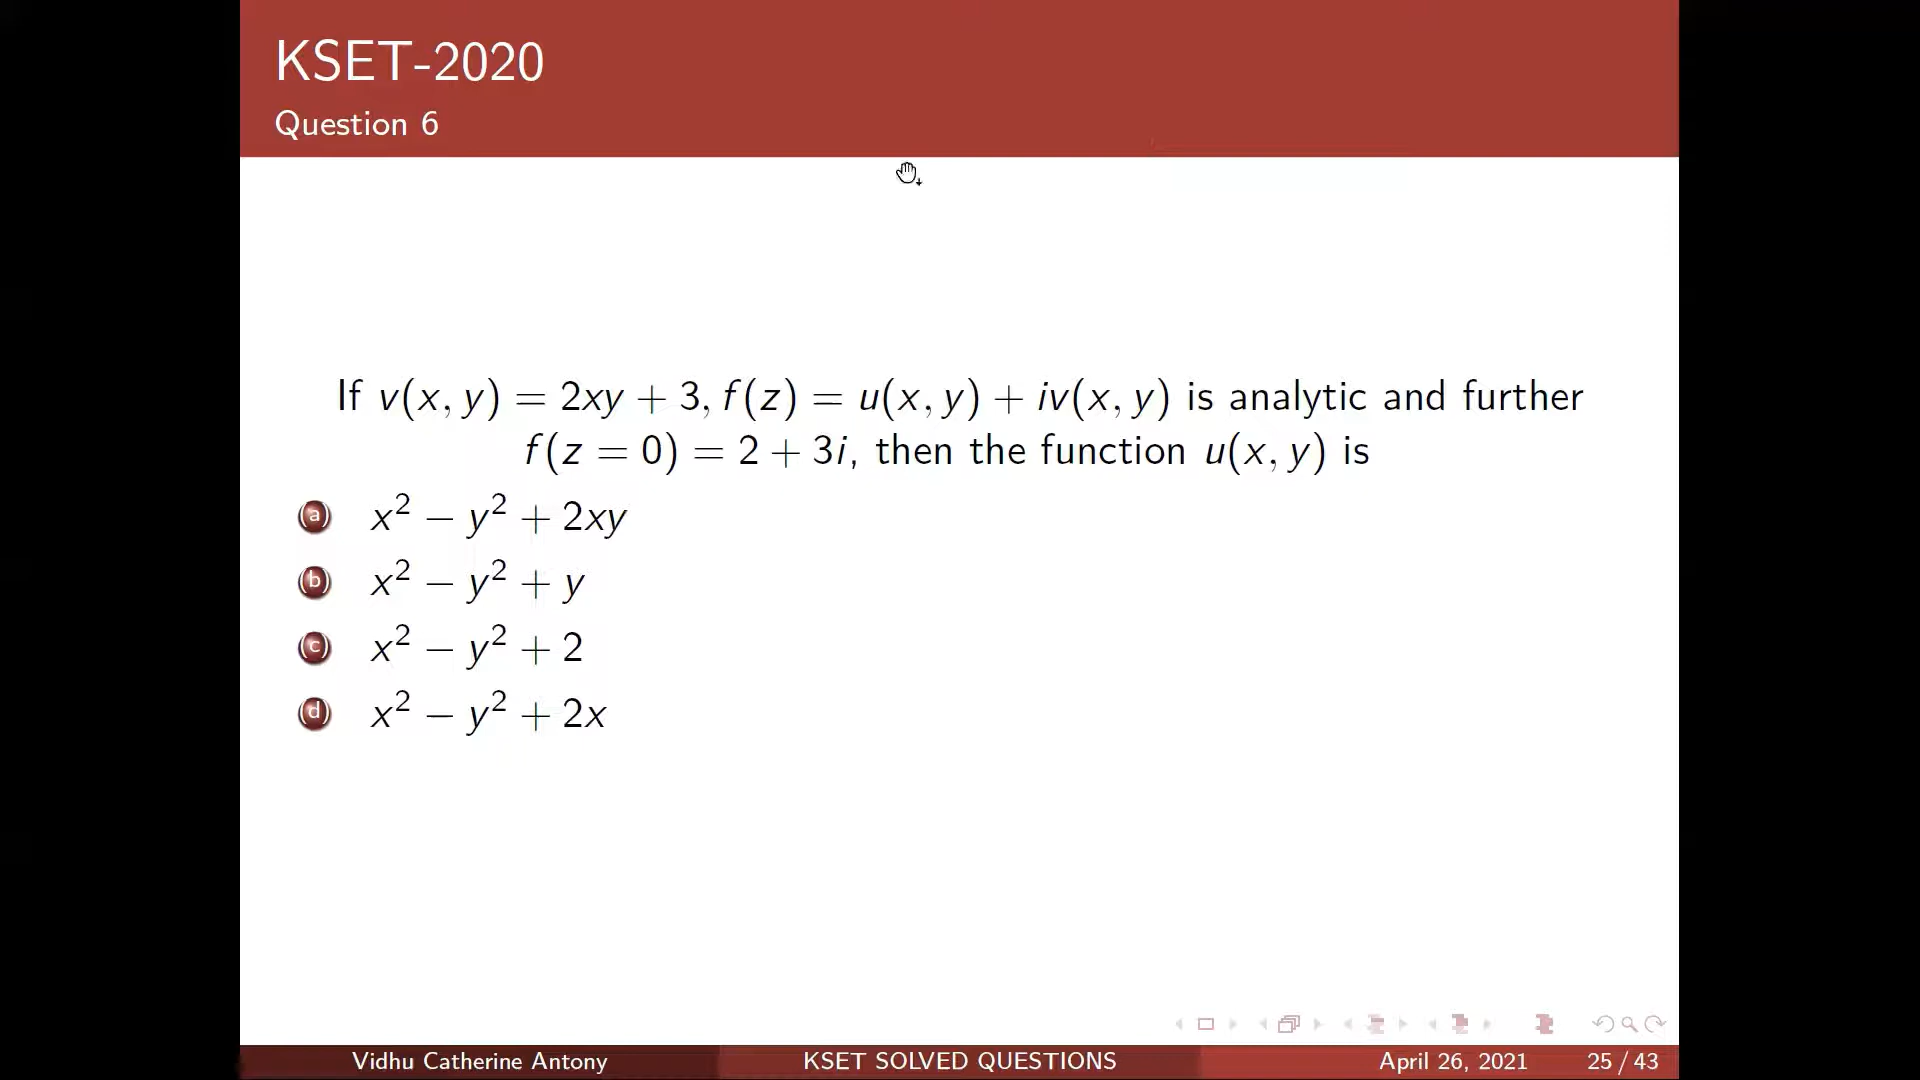 KSET-2020
Question 6
If v(x, y) = 2xy + 3, f(z) = u(x, y) + iv(x, y) is analytic and further
f(z = 0) = 2 + 3i, then the function u(x, y) is
(a) x² − y² + 2xy
(b) x² − y² + y
(c) x² − y² + 2
(d) x² − y² + 2x
Vidhu Catherine Antony KSET SOLVED QUESTIONS April 26, 2021 25 / 43